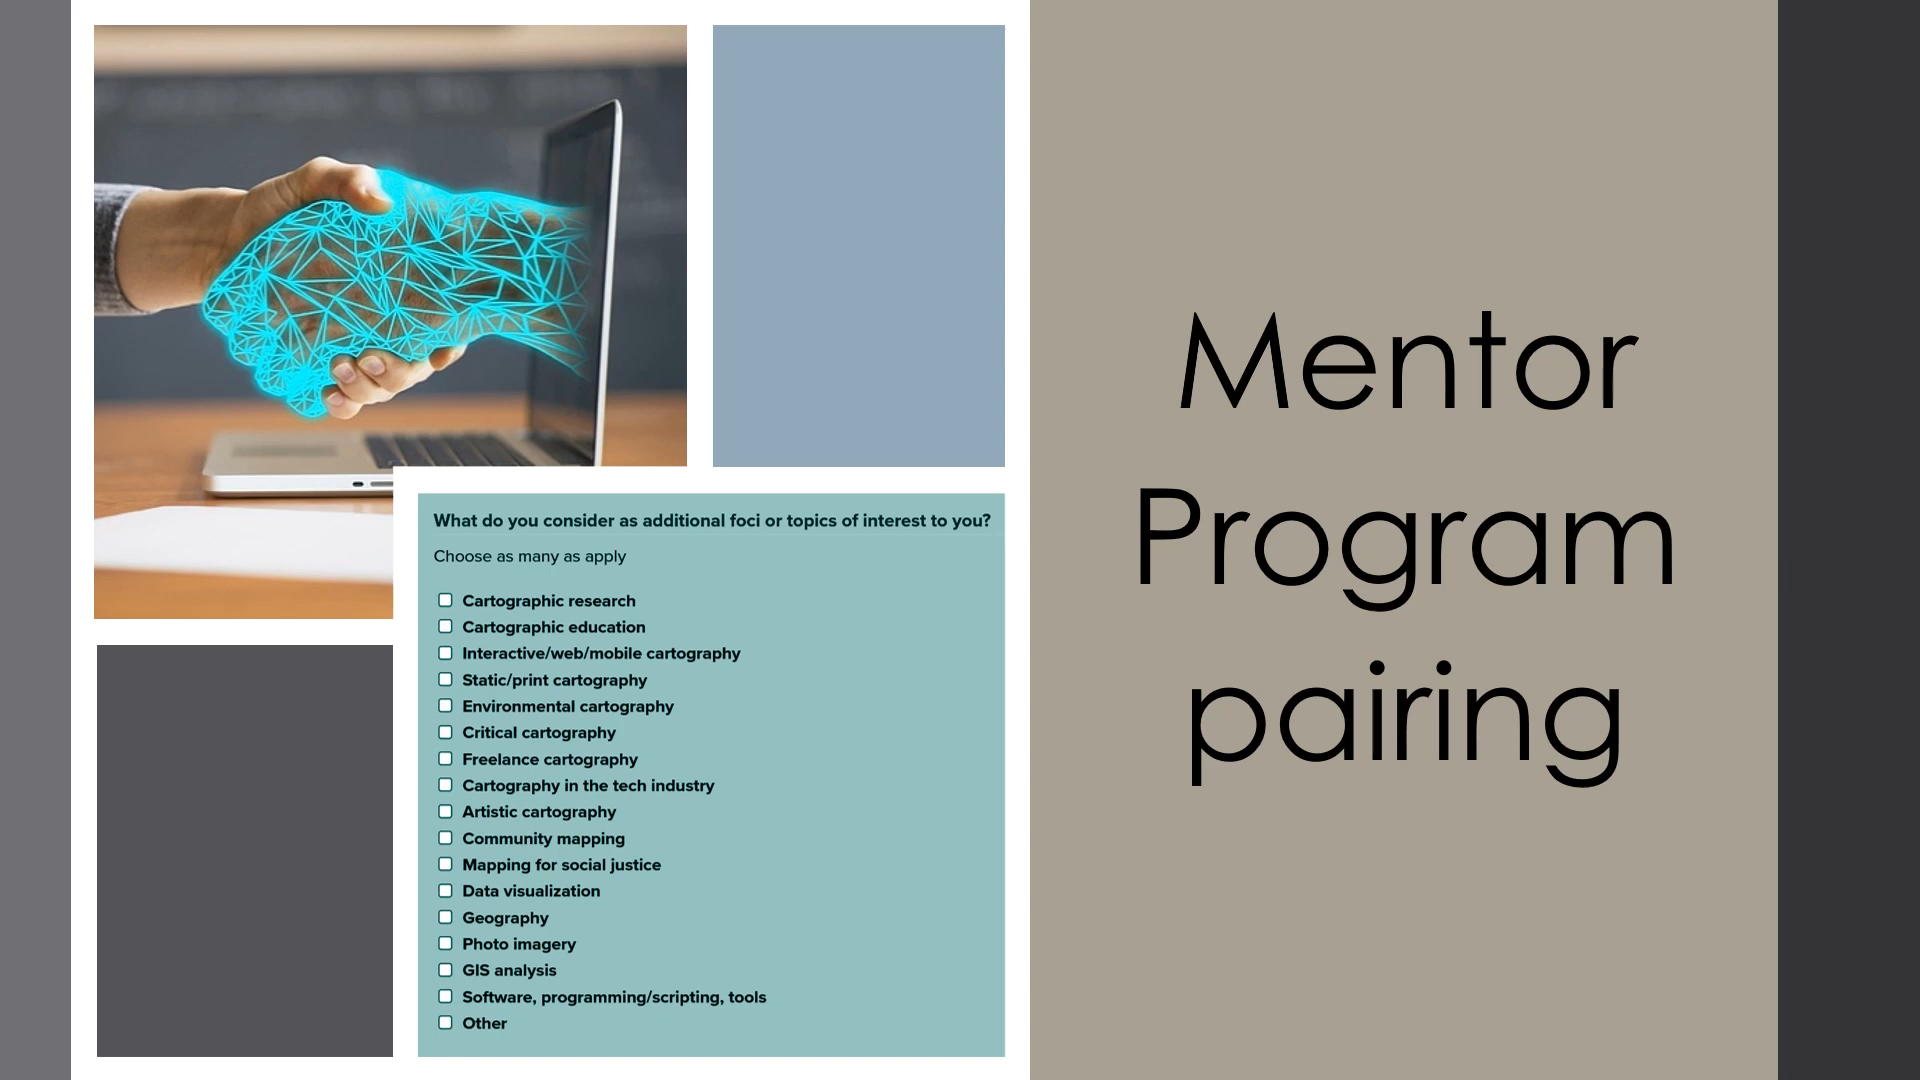 What do you consider as additional foci or topics of interest to you?
Choose as many as apply
Cartographic research
Cartographic education
Interactive/web/mobile cartography
Static/print cartography
Environmental cartography
Critical cartography
Freelance cartography
Cartography in the tech industry
Artistic cartography
Community mapping
Mapping for social justice
Data visualization
Geography
Photo imagery
GIS analysis
Software, programming/scripting, tools
Other
Mentor
Program
pairing